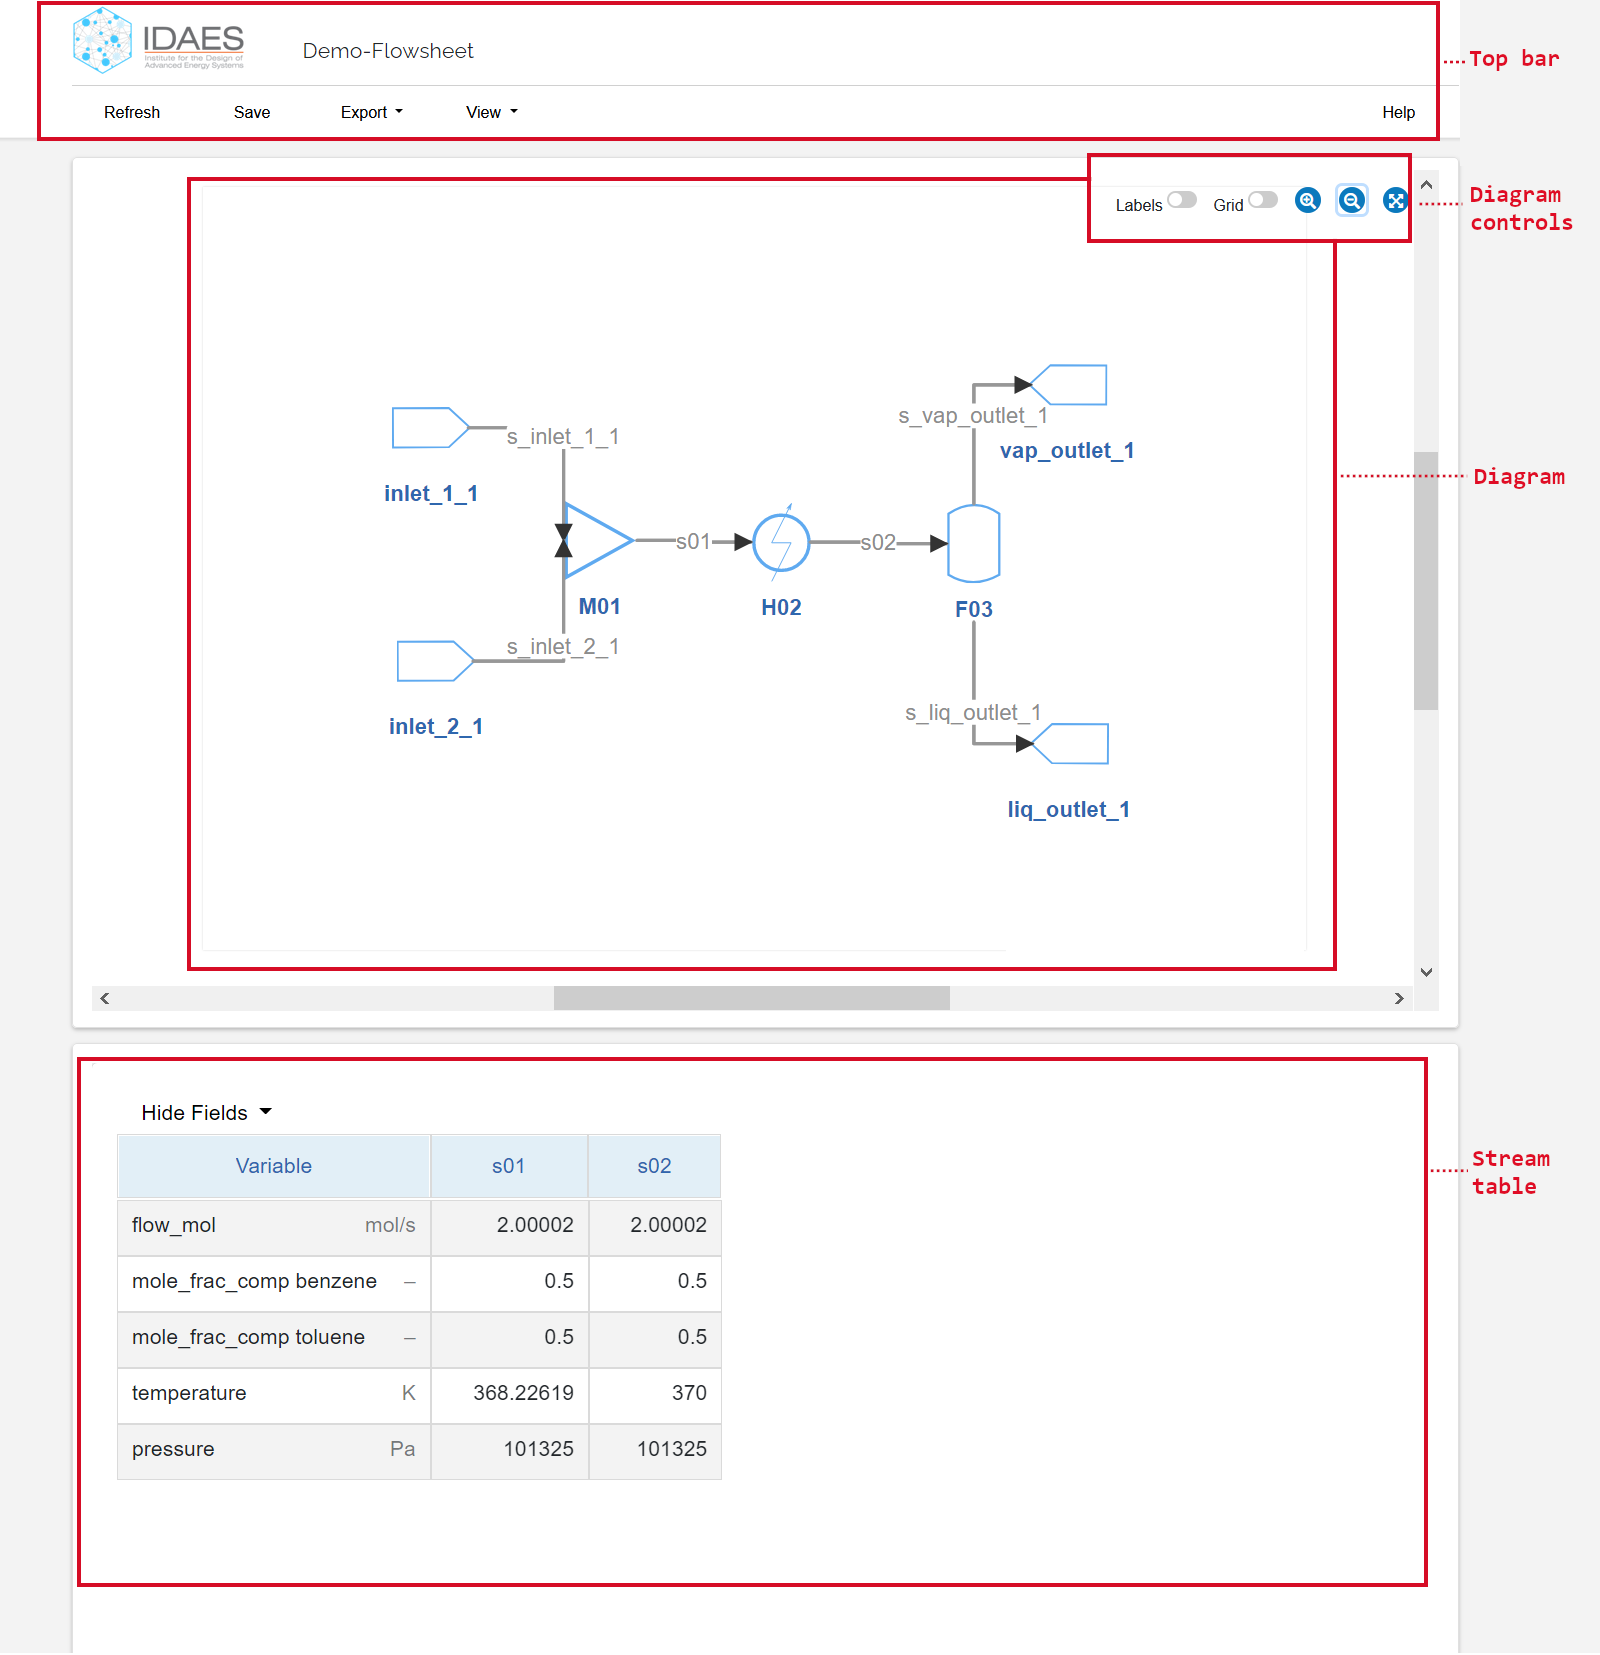 IDAES
Institute for the Design of
Advanced Energy Systems
Demo-Flowsheet
Top bar
Refresh Save Export View Help
Labels Grid
Diagram
controls
s_vap_outlet_1
vap_outlet_1
s_inlet_1_1
inlet_1_1
Diagram
s01 s02
M01 H02 F03
s_inlet_2_1
inlet_2_1
s_liq_outlet_1
liq_outlet_1
Hide Fields
Variable s01 s02
Stream
table
flow_mol mol/s 2.00002 2.00002
mole_frac_comp benzene – 0.5 0.5
mole_frac_comp toluene – 0.5 0.5
temperature K 368.22619 370
pressure Pa 101325 101325